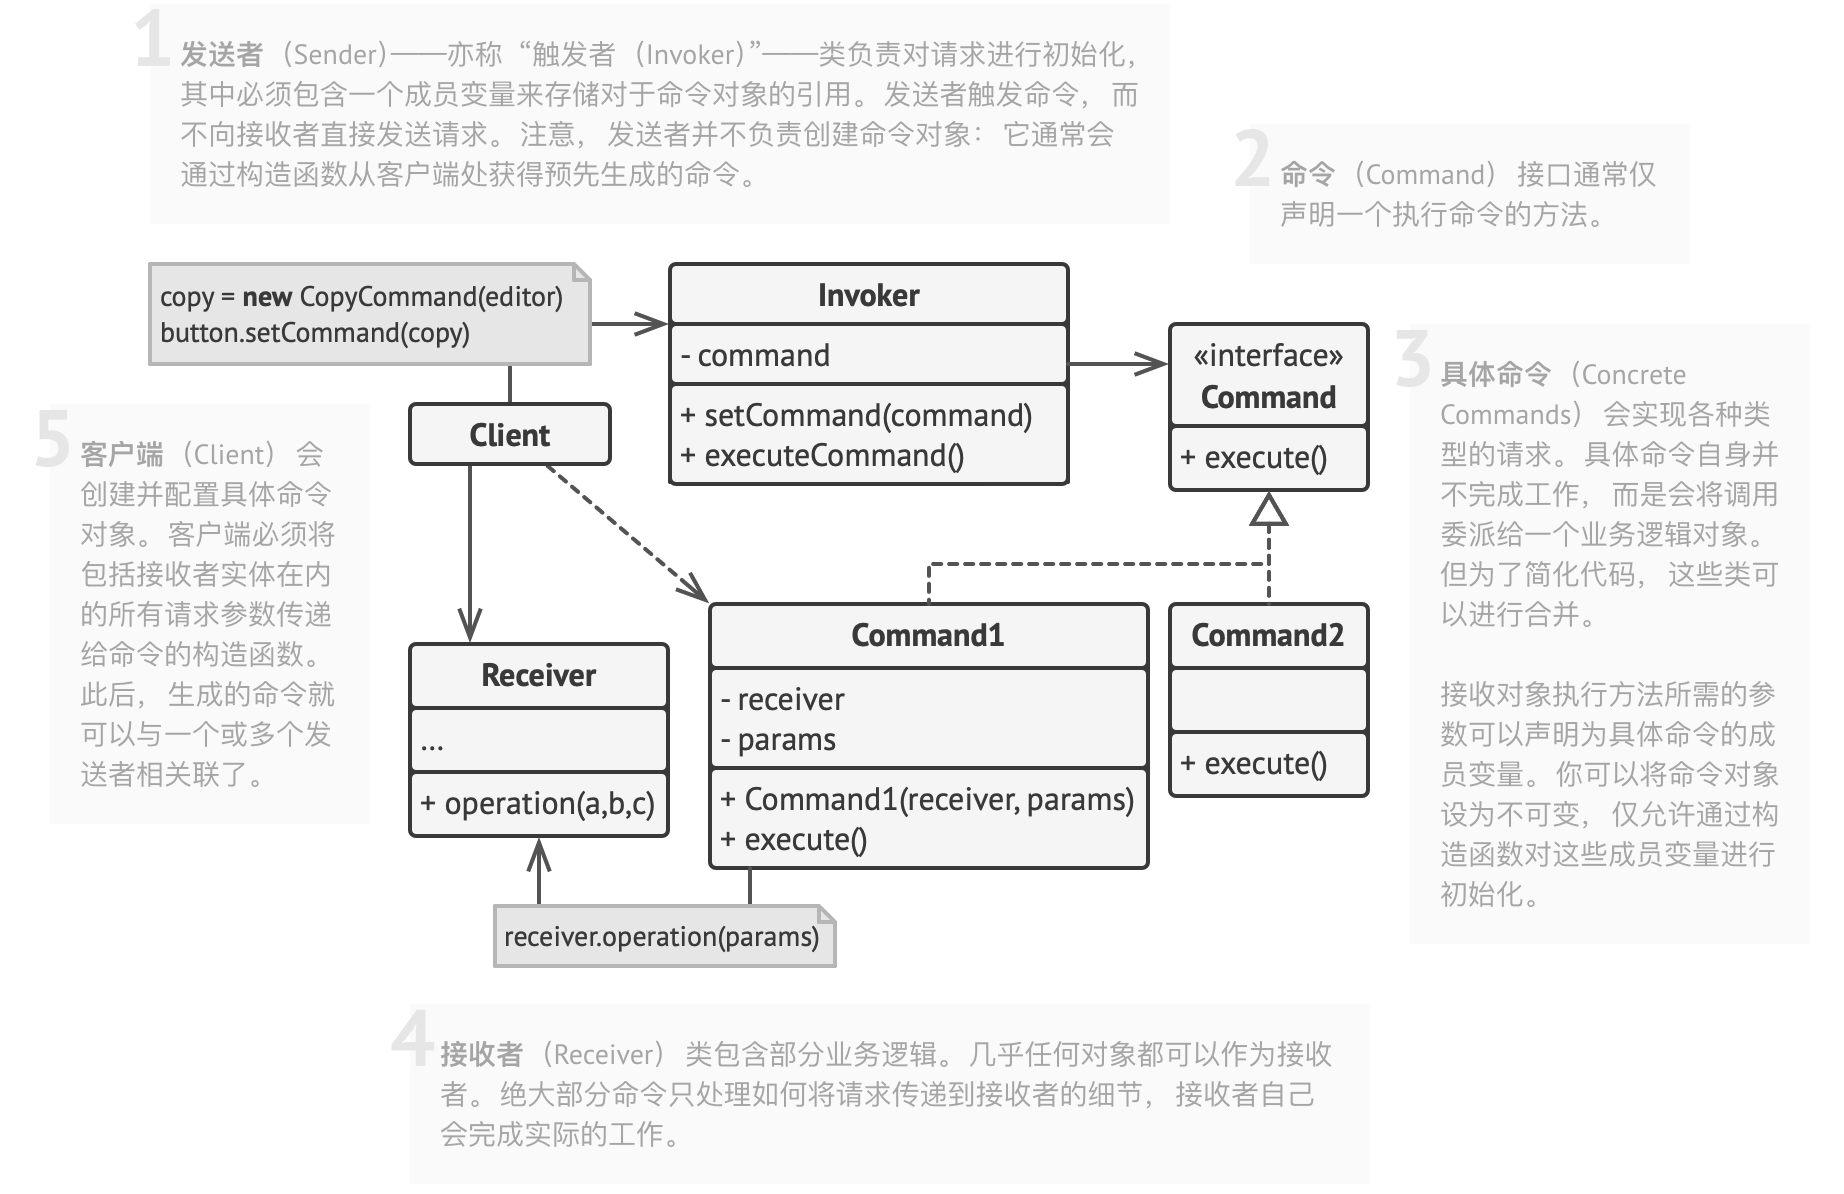 1
发送者 （Sender）——亦称“触发者（Invoker）”——类负责对请求进行初始化，
其中必须包含一个成员变量来存储对于命令对象的引用。 发送者触发命令， 而
不向接收者直接发送请求。 注意， 发送者并不负责创建命令对象： 它通常会
通过构造函数从客户端处获得预先生成的命令。
2
命令 （Command） 接口通常仅
声明一个执行命令的方法。
copy = new CopyCommand(editor)
button.setCommand(copy)
Invoker
- command
+ setCommand(command)
+ executeCommand()
«interface»
Command
+ execute()
3
具体命令 （Concrete
Commands） 会实现各种类
型的请求。 具体命令自身并
不完成工作， 而是会将调用
委派给一个业务逻辑对象。
但为了简化代码， 这些类可
以进行合并。
接收对象执行方法所需的参
数可以声明为具体命令的成
员变量。 你可以将命令对象
设为不可变， 仅允许通过构
造函数对这些成员变量进行
初始化。
Client
5
客户端 （Client） 会
创建并配置具体命令
对象。 客户端必须将
包括接收者实体在内
的所有请求参数传递
给命令的构造函数。
此后， 生成的命令就
可以与一个或多个发
送者相关联了。
Receiver
...
+ operation(a,b,c)
Command1
- receiver
- params
+ Command1(receiver, params)
+ execute()
Command2
+ execute()
receiver.operation(params)
4
接收者 （Receiver） 类包含部分业务逻辑。 几乎任何对象都可以作为接收
者。 绝大部分命令只处理如何将请求传递到接收者的细节， 接收者自己
会完成实际的工作。